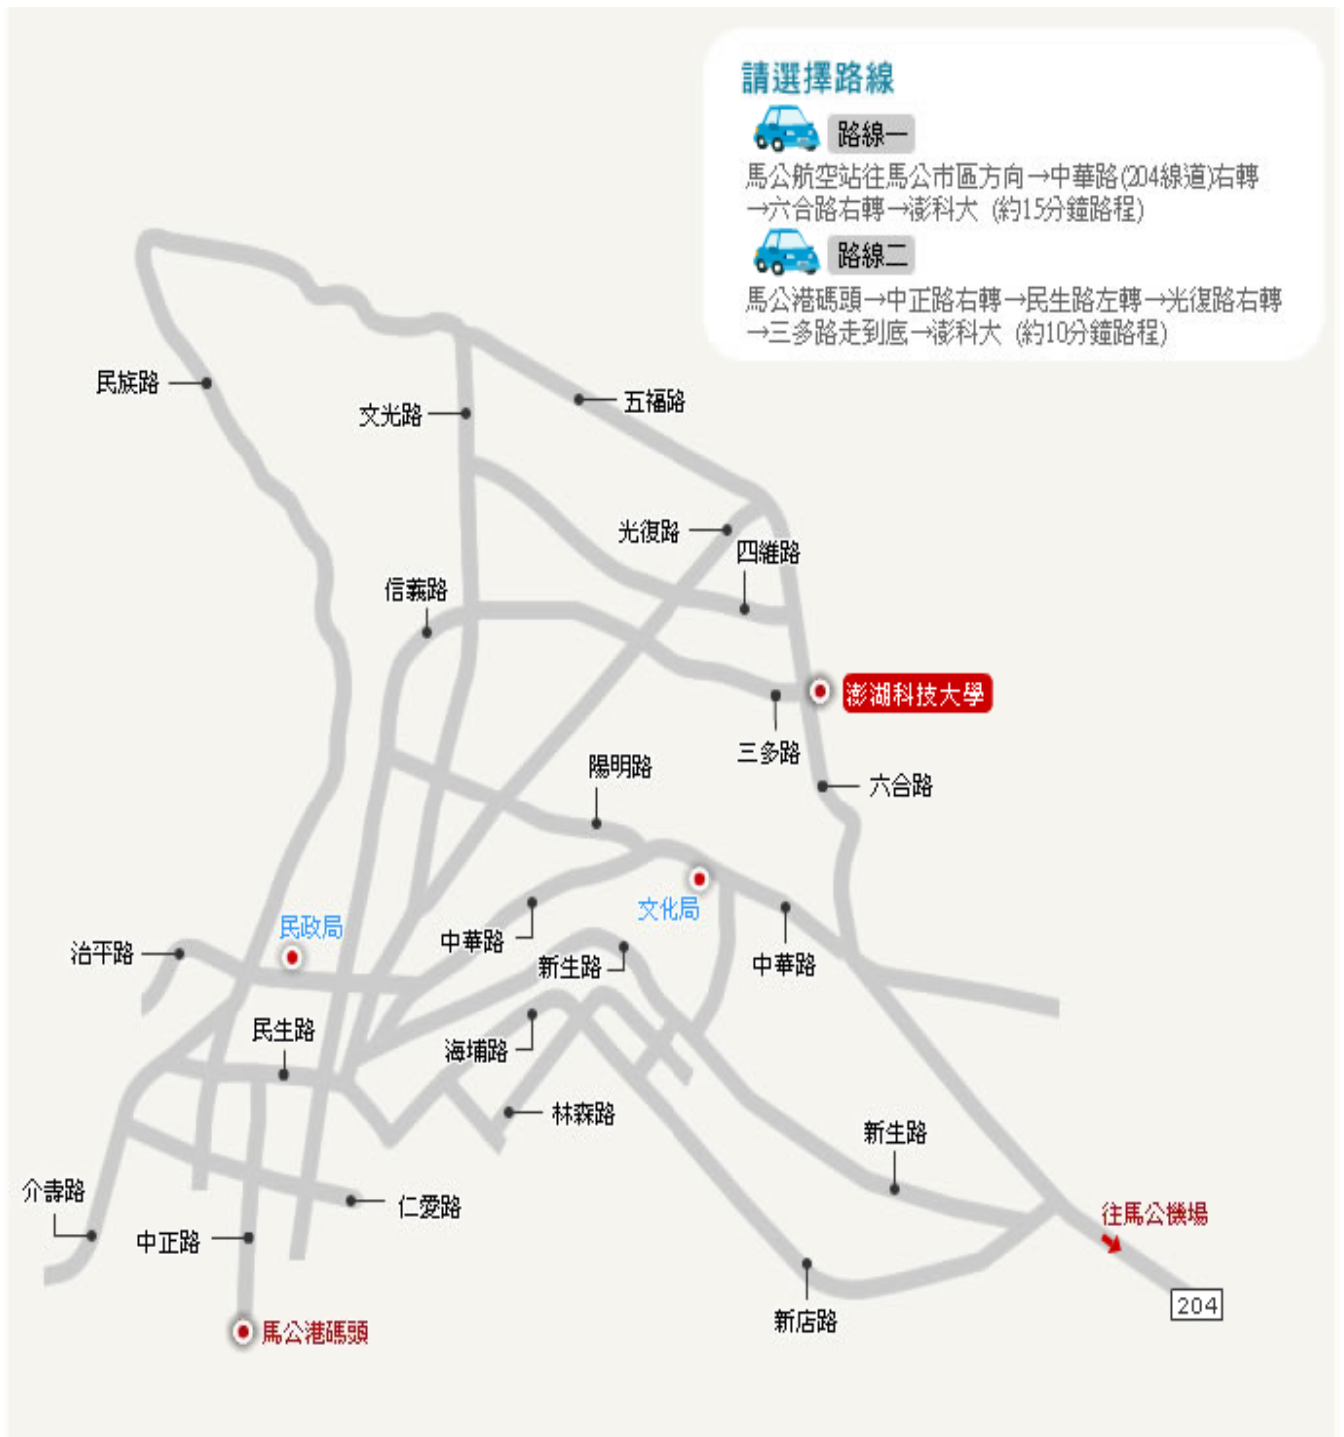 請選擇路線
路線一
馬公航空站往馬公市區方向→中華路(204線道)右轉
→六合路右轉→澎科大 (約15分鐘路程)
路線二
馬公港碼頭→中正路右轉→民生路左轉→光復路右轉
→三多路走到底→澎科大 (約10分鐘路程)
民族路
文光路
五福路
光復路
四維路
信義路
澎湖科技大學
三多路
陽明路
六合路
文化局
民政局
中華路
治平路
新生路
中華路
民生路
海埔路
林森路
新生路
介壽路
仁愛路
往馬公機場
中正路
204
新店路
馬公港碼頭